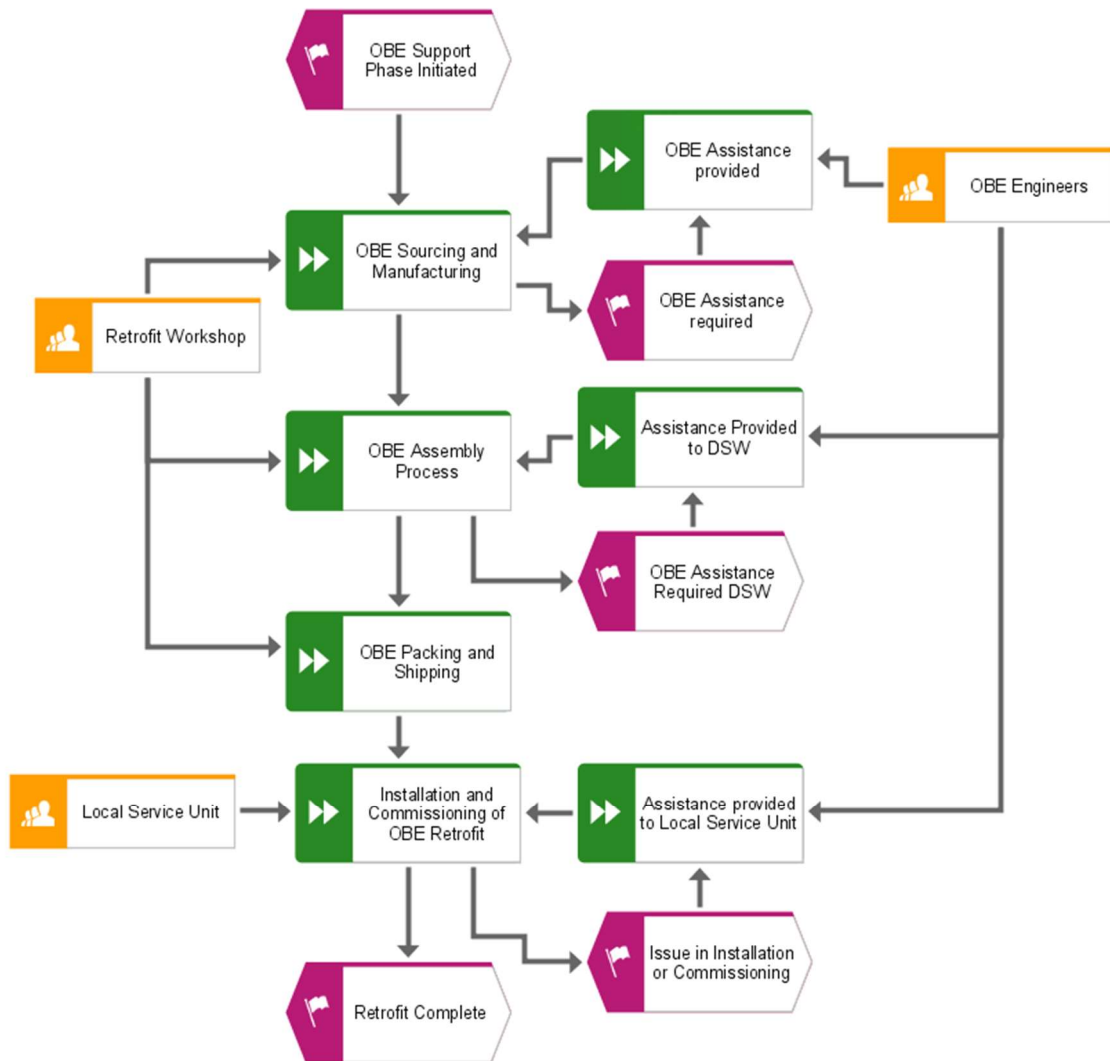 OBE Support
Phase Initiated
OBE Assistance
provided
OBE Engineers
OBE Sourcing and
Manufacturing
OBE Assistance
required
Retrofit Workshop
OBE Assembly
Process
Assistance Provided
to DSW
OBE Assistance
Required DSW
OBE Packing and
Shipping
Local Service Unit
Installation and
Commissioning of
OBE Retrofit
Assistance provided
to Local Service Unit
Issue in Installation
or Commissioning
Retrofit Complete